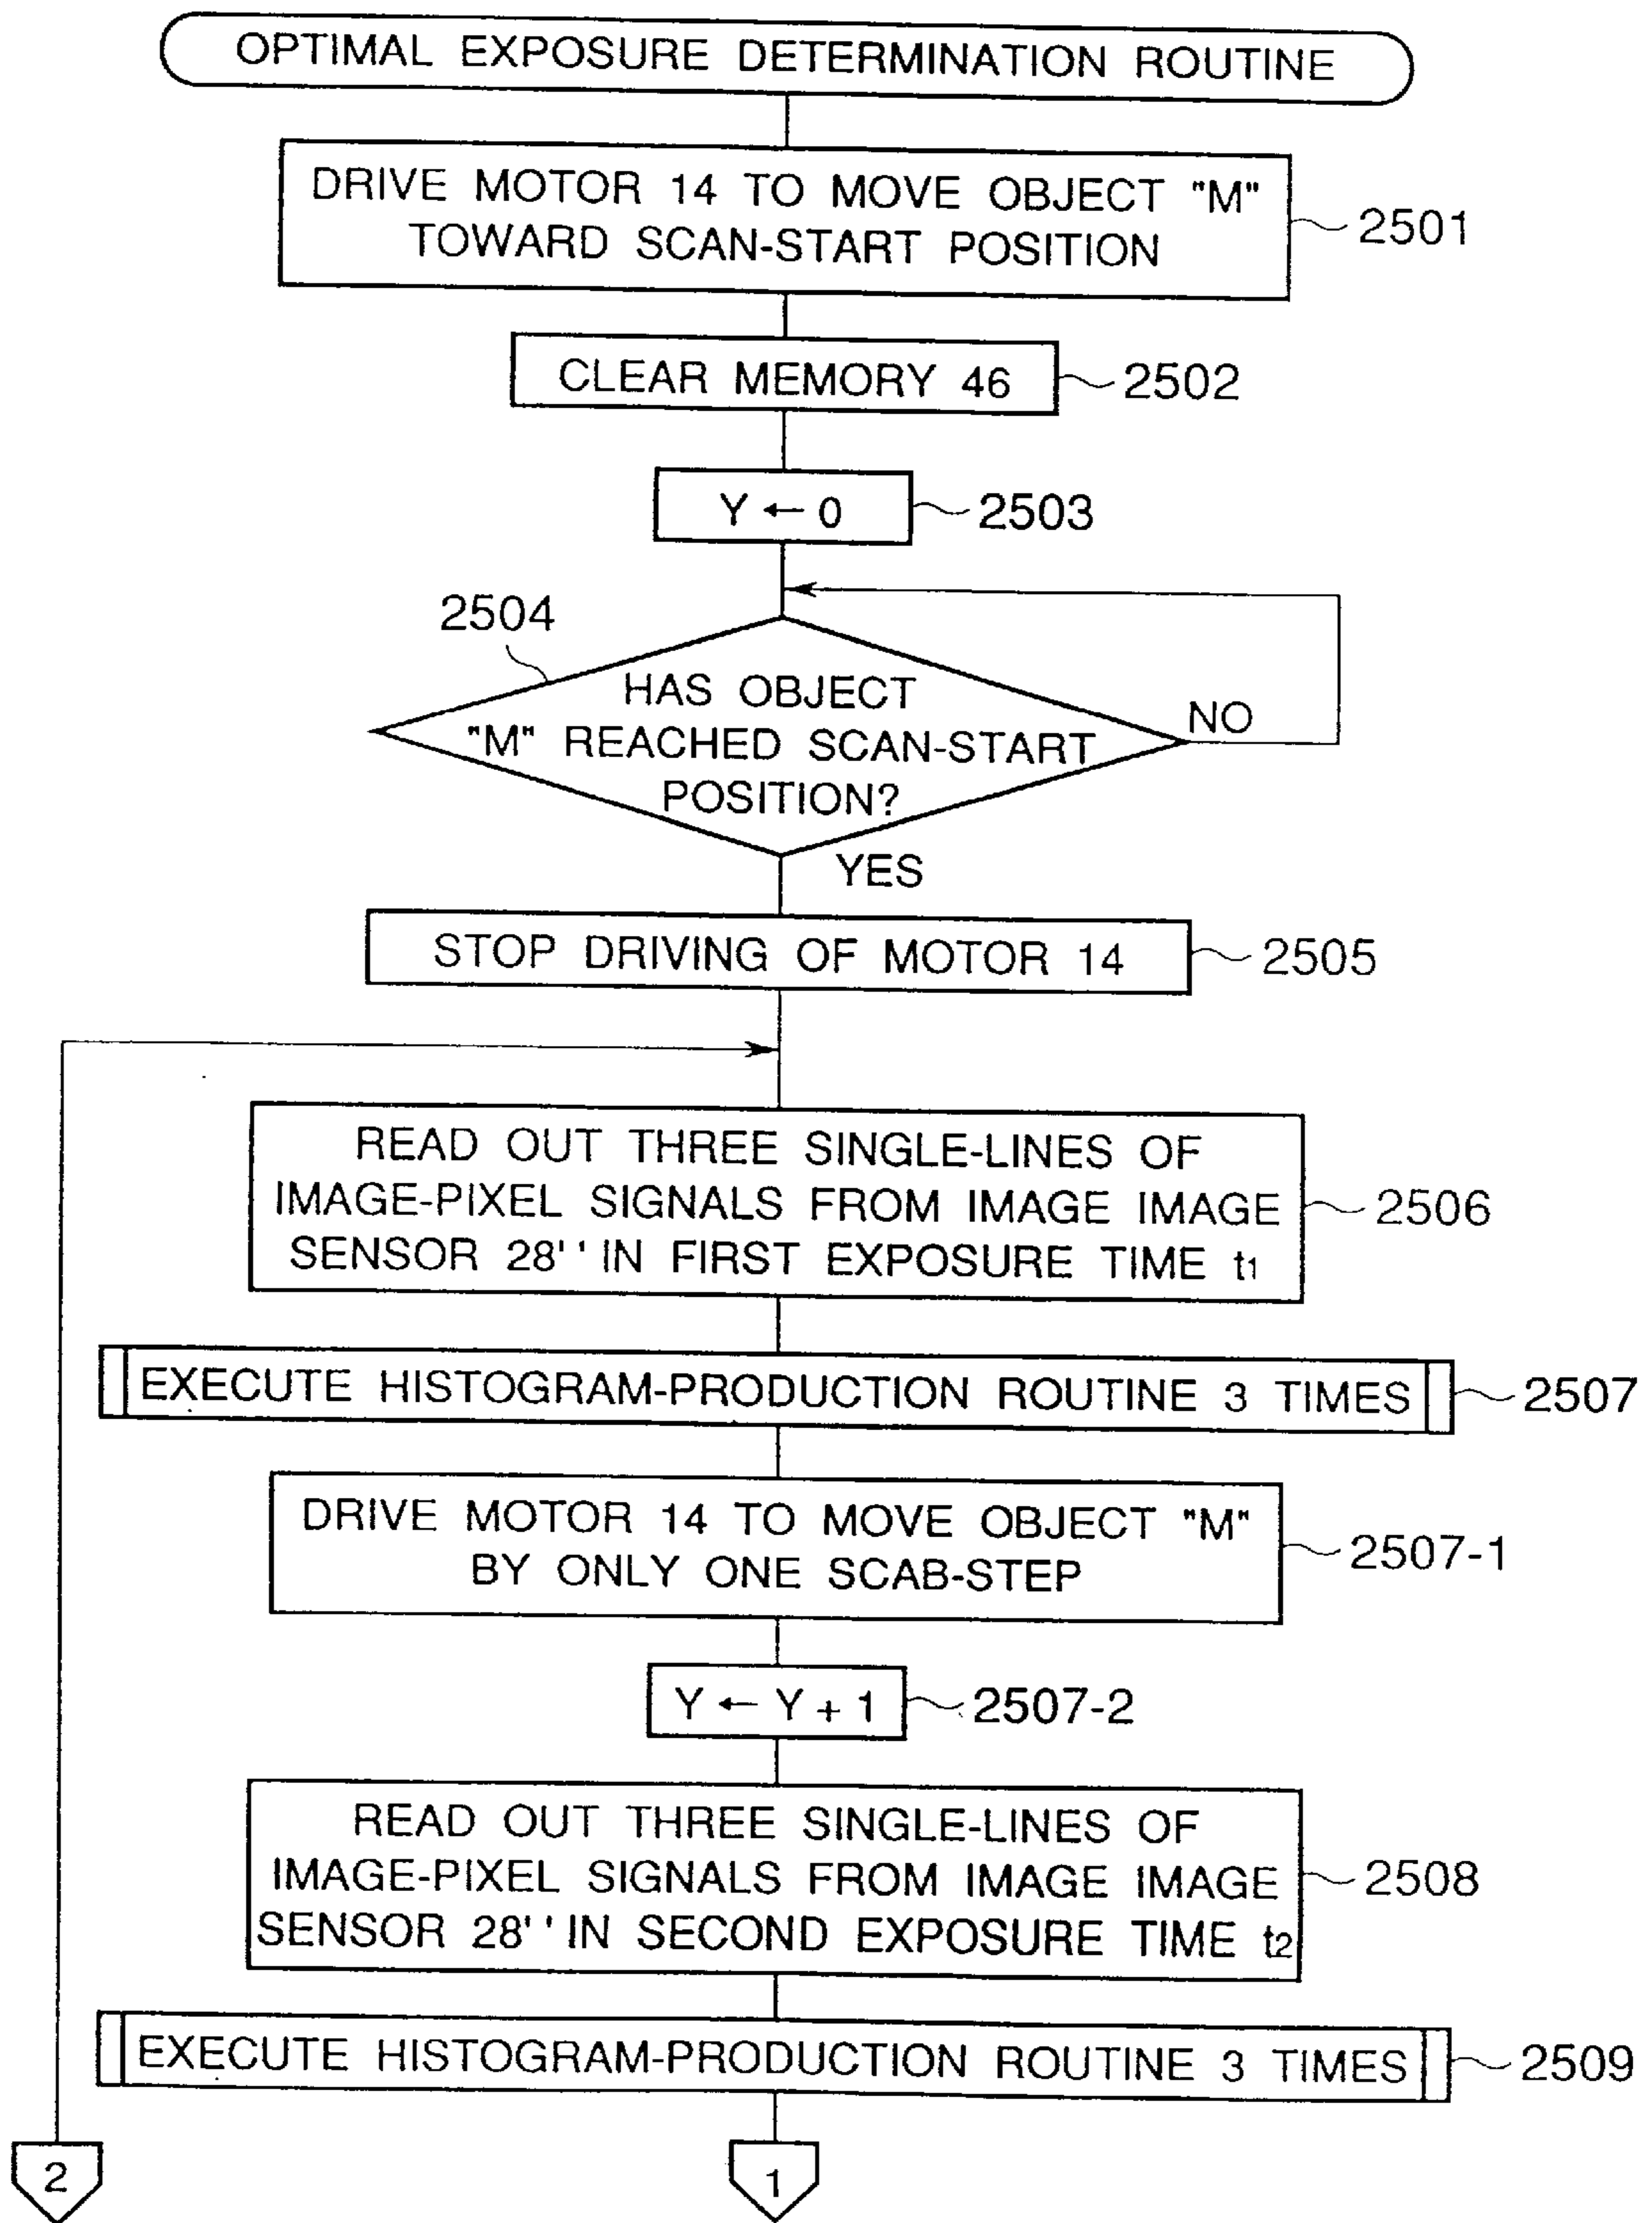 OPTIMAL EXPOSURE DETERMINATION ROUTINE
DRIVE MOTOR 14 TO MOVE OBJECT "M"
TOWARD SCAN-START POSITION
2501
CLEAR MEMORY 46
2502
Y ← 0
2503
2504
HAS OBJECT
"M" REACHED SCAN-START
POSITION?
NO
YES
STOP DRIVING OF MOTOR 14
2505
READ OUT THREE SINGLE-LINES OF
IMAGE-PIXEL SIGNALS FROM IMAGE IMAGE
SENSOR 28'' IN FIRST EXPOSURE TIME t1
2506
EXECUTE HISTOGRAM-PRODUCTION ROUTINE 3 TIMES
2507
DRIVE MOTOR 14 TO MOVE OBJECT "M"
BY ONLY ONE SCAB-STEP
2507-1
Y ← Y + 1
2507-2
READ OUT THREE SINGLE-LINES OF
IMAGE-PIXEL SIGNALS FROM IMAGE IMAGE
SENSOR 28'' IN SECOND EXPOSURE TIME t2
2508
EXECUTE HISTOGRAM-PRODUCTION ROUTINE 3 TIMES
2509
2
1